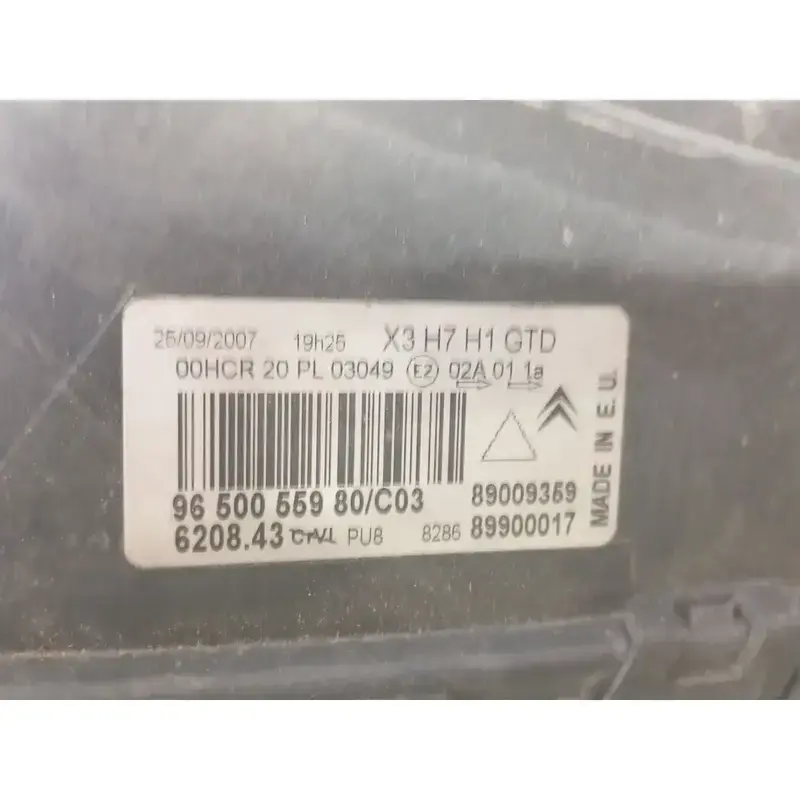 25/09/2007 19h25 X3 H7 H1 GTD
00HCR 20 PL 03049 E2 02A 01 1a
96 500 559 80/C03 89009359
6208.43 PU8 8286 89900017
MADE IN E.U.